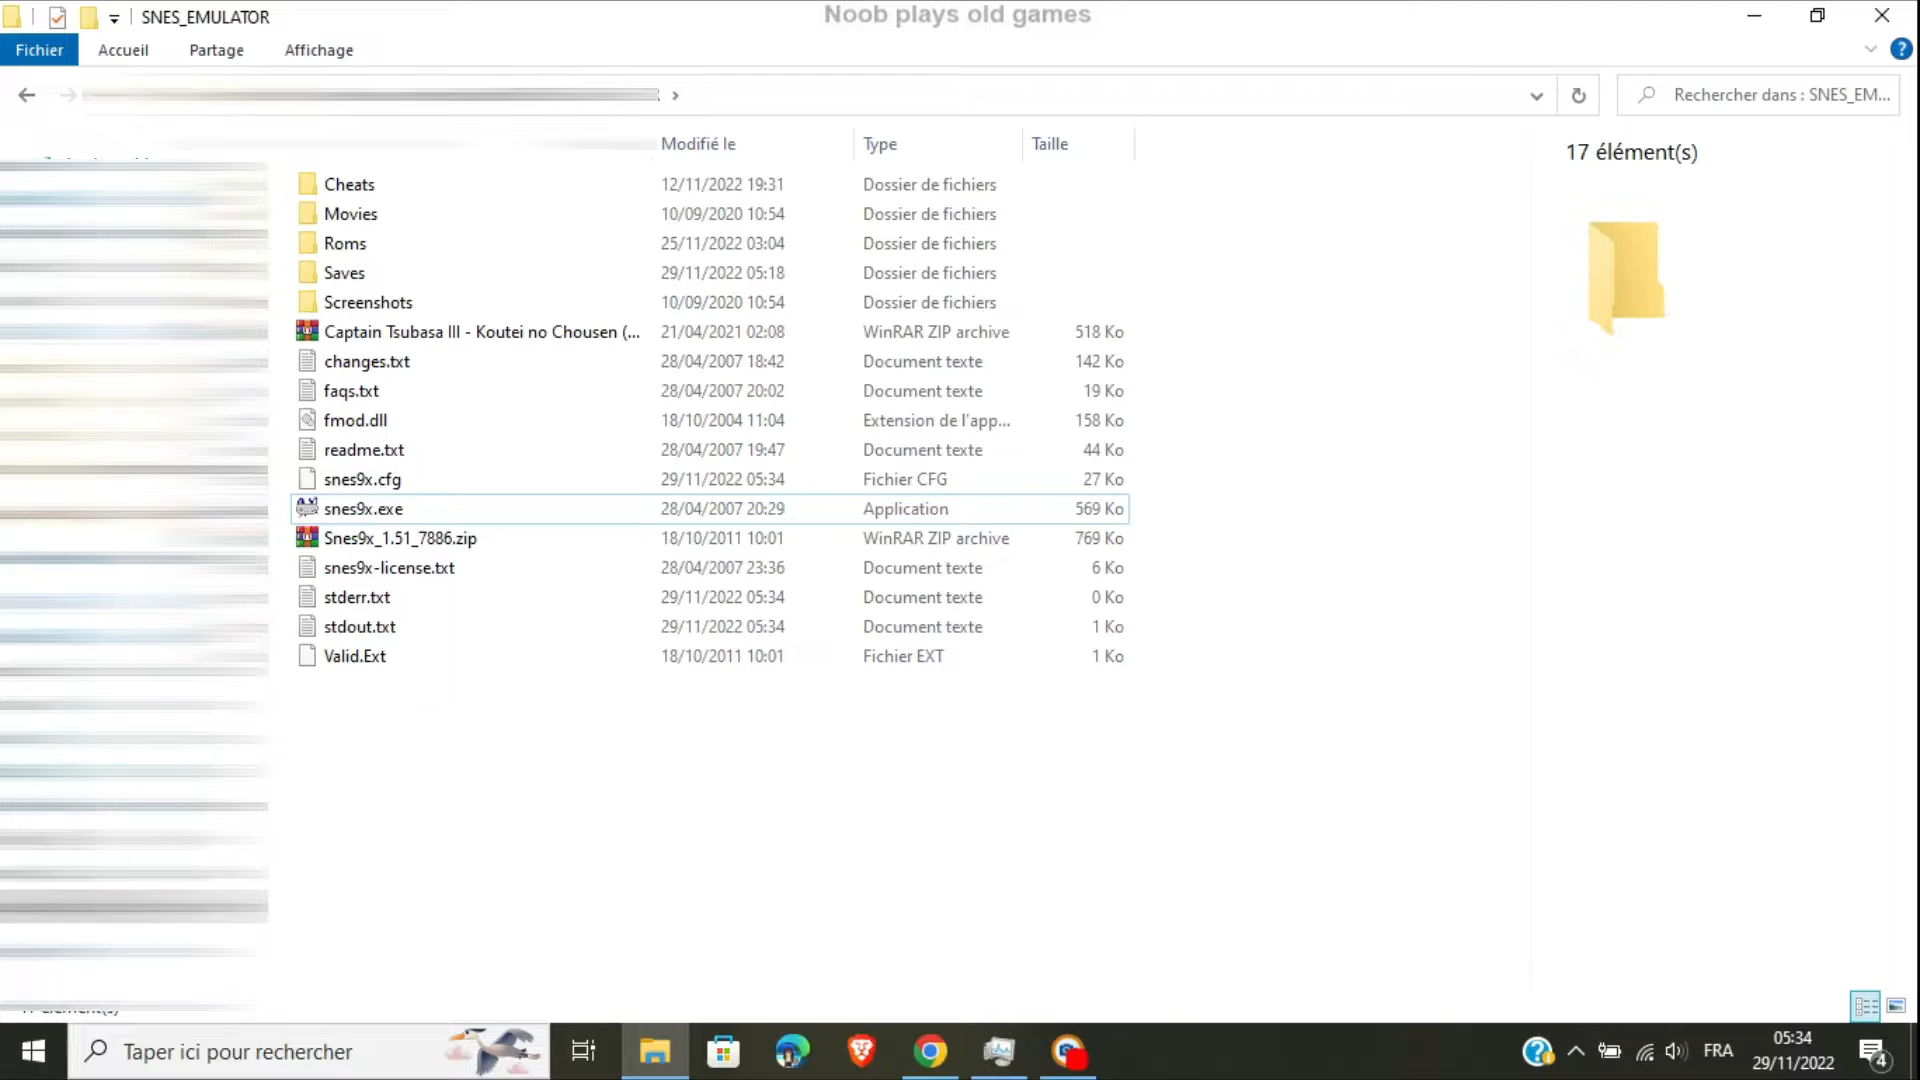 SNES_EMULATOR
Noob plays old games
Fichier Accueil Partage Affichage
Rechercher dans : SNES_EM...
Modifié le Type Taille
17 élément(s)
Cheats 12/11/2022 19:31 Dossier de fichiers
Movies 10/09/2020 10:54 Dossier de fichiers
Roms 25/11/2022 03:04 Dossier de fichiers
Saves 29/11/2022 05:18 Dossier de fichiers
Screenshots 10/09/2020 10:54 Dossier de fichiers
Captain Tsubasa III - Koutei no Chousen (... 21/04/2021 02:08 WinRAR ZIP archive 518 Ko
changes.txt 28/04/2007 18:42 Document texte 142 Ko
faqs.txt 28/04/2007 20:02 Document texte 19 Ko
fmod.dll 18/10/2004 11:04 Extension de l'app... 158 Ko
readme.txt 28/04/2007 19:47 Document texte 44 Ko
snes9x.cfg 29/11/2022 05:34 Fichier CFG 27 Ko
snes9x.exe 28/04/2007 20:29 Application 569 Ko
Snes9x_1.51_7886.zip 18/10/2011 10:01 WinRAR ZIP archive 769 Ko
snes9x-license.txt 28/04/2007 23:36 Document texte 6 Ko
stderr.txt 29/11/2022 05:34 Document texte 0 Ko
stdout.txt 29/11/2022 05:34 Document texte 1 Ko
Valid.Ext 18/10/2011 10:01 Fichier EXT 1 Ko
Taper ici pour rechercher
FRA
05:34
29/11/2022
4